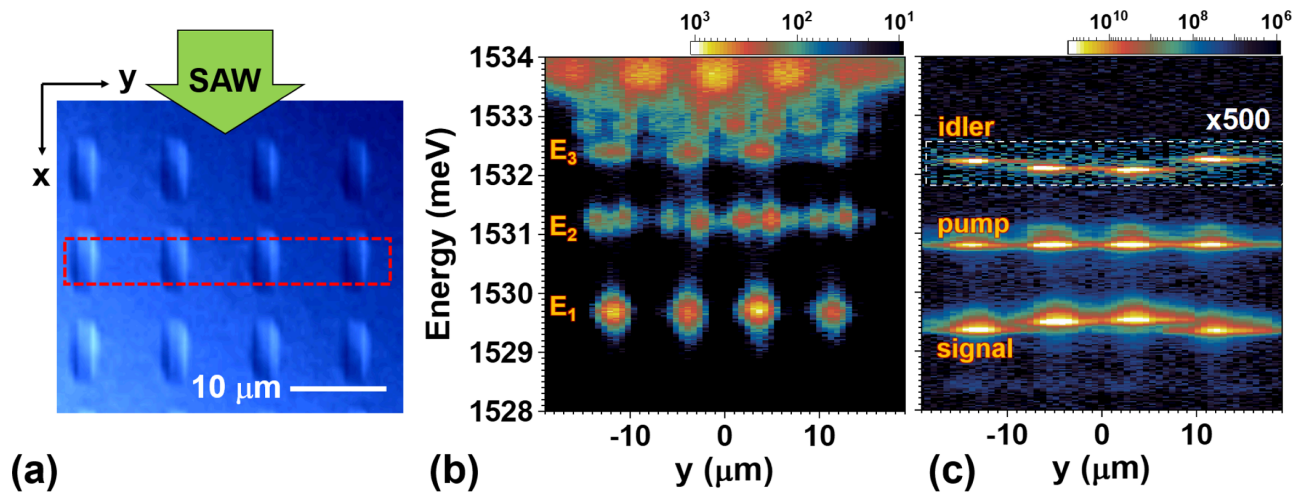 (a)
SAW
y
x
10 μm
(b)
10³ 10² 10¹
Energy (meV)
1534
1533
1532
1531
1530
1529
1528
E₃
E₂
E₁
-10 0 10
y (μm)
(c)
10¹⁰ 10⁸ 10⁶
x500
idler
pump
signal
-10 0 10
y (μm)